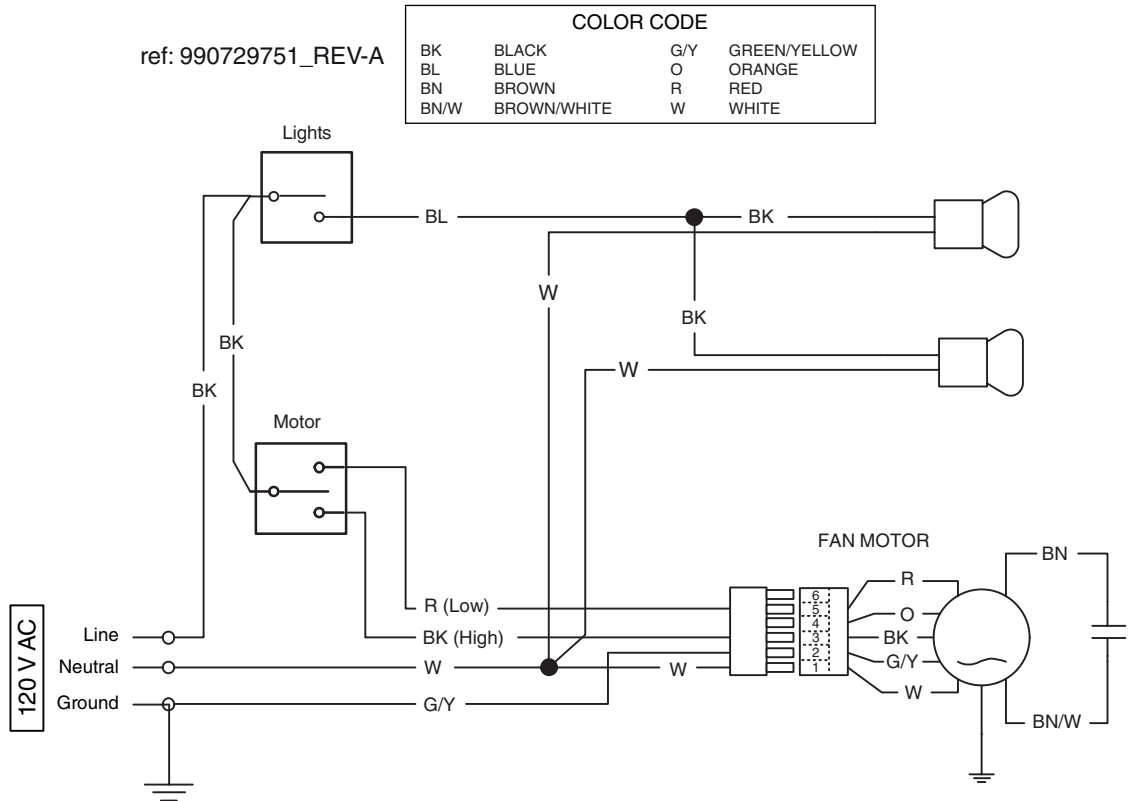 COLOR CODE
ref: 990729751_REV-A
BK BLACK G/Y GREEN/YELLOW
BL BLUE O ORANGE
BN BROWN R RED
BN/W BROWN/WHITE W WHITE
Lights
BL
BK
W
BK
BK
W
BK
Motor
FAN MOTOR
BN
R
6
R (Low)
5
O
4
120 V AC
Line
BK (High)
3
BK
2
G/Y
Neutral
W
W
1
W
Ground
G/Y
BN/W